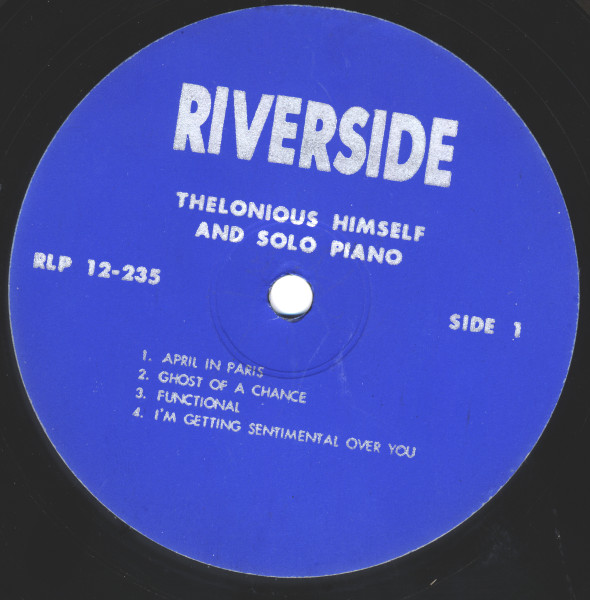 RIVERSIDE
THELONIOUS HIMSELF
AND SOLO PIANO
RLP 12-235
SIDE 1
1. APRIL IN PARIS
2. GHOST OF A CHANCE
3. FUNCTIONAL
4. I'M GETTING SENTIMENTAL OVER YOU